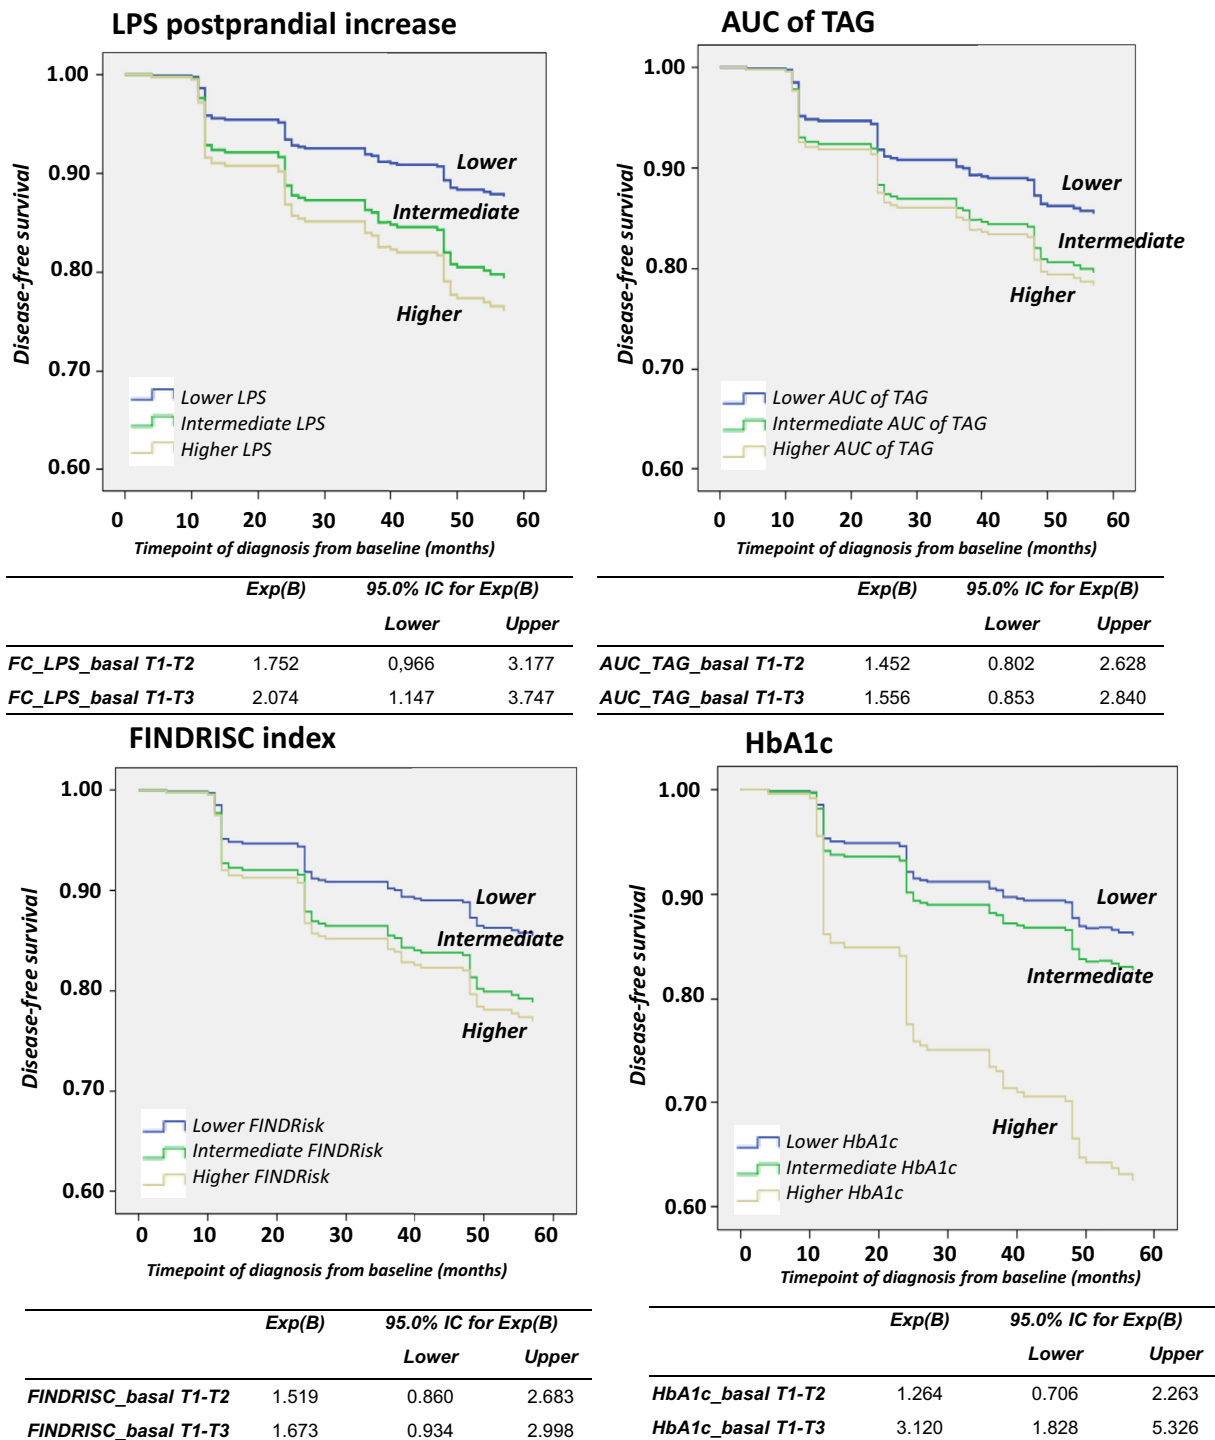 LPS postprandial increase
1.00
0.90
0.80
0.70
0.60
Disease-free survival
Lower
Intermediate
Higher
Lower LPS
Intermediate LPS
Higher LPS
0 10 20 30 40 50 60
Timepoint of diagnosis from baseline (months)
Exp(B) 95.0% IC for Exp(B)
Lower Upper
FC_LPS_basal T1-T2 1.752 0,966 3.177
FC_LPS_basal T1-T3 2.074 1.147 3.747
AUC of TAG
1.00
0.90
0.80
0.70
0.60
Disease-free survival
Lower
Intermediate
Higher
Lower AUC of TAG
Intermediate AUC of TAG
Higher AUC of TAG
0 10 20 30 40 50 60
Timepoint of diagnosis from baseline (months)
Exp(B) 95.0% IC for Exp(B)
Lower Upper
AUC_TAG_basal T1-T2 1.452 0.802 2.628
AUC_TAG_basal T1-T3 1.556 0.853 2.840
FINDRISC index
1.00
0.90
0.80
0.70
0.60
Disease-free survival
Lower
Intermediate
Higher
Lower FINDRisk
Intermediate FINDRisk
Higher FINDRisk
0 10 20 30 40 50 60
Timepoint of diagnosis from baseline (months)
Exp(B) 95.0% IC for Exp(B)
Lower Upper
FINDRISC_basal T1-T2 1.519 0.860 2.683
FINDRISC_basal T1-T3 1.673 0.934 2.998
HbA1c
1.00
0.90
0.80
0.70
0.60
Disease-free survival
Lower
Intermediate
Higher
Lower HbA1c
Intermediate HbA1c
Higher HbA1c
0 10 20 30 40 50 60
Timepoint of diagnosis from baseline (months)
Exp(B) 95.0% IC for Exp(B)
Lower Upper
HbA1c_basal T1-T2 1.264 0.706 2.263
HbA1c_basal T1-T3 3.120 1.828 5.326